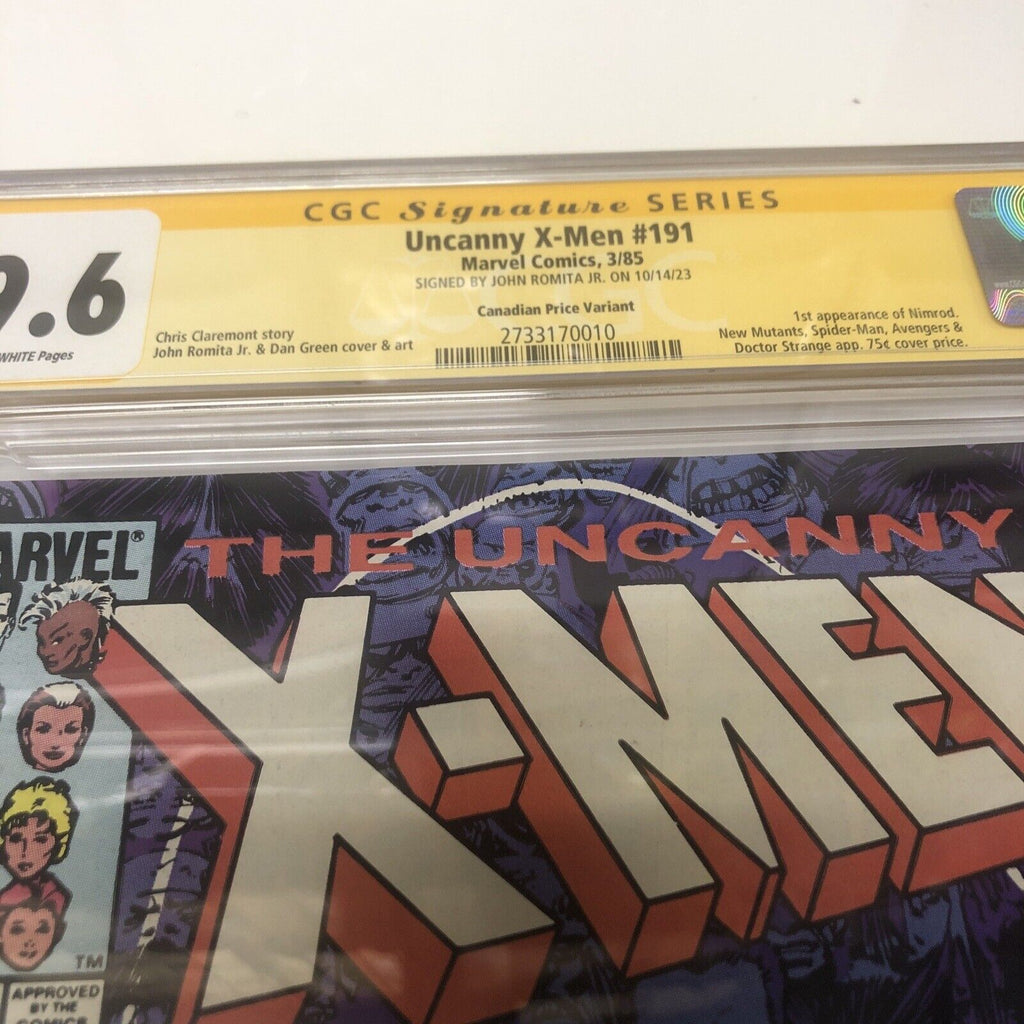 CGC Signature SERIES
Uncanny X-Men #191
Marvel Comics, 3/85
SIGNED BY JOHN ROMITA JR. ON 10/14/23
Canadian Price Variant
2733170010
9.6
WHITE Pages
Chris Claremont story
John Romita Jr. & Dan Green cover & art
1st appearance of Nimrod.
New Mutants, Spider-Man, Avengers &
Doctor Strange app. 75¢ cover price.
ARVEL®
THE UNCANNY
X-MEN
TM
APPROVED
BY THE
COMICS